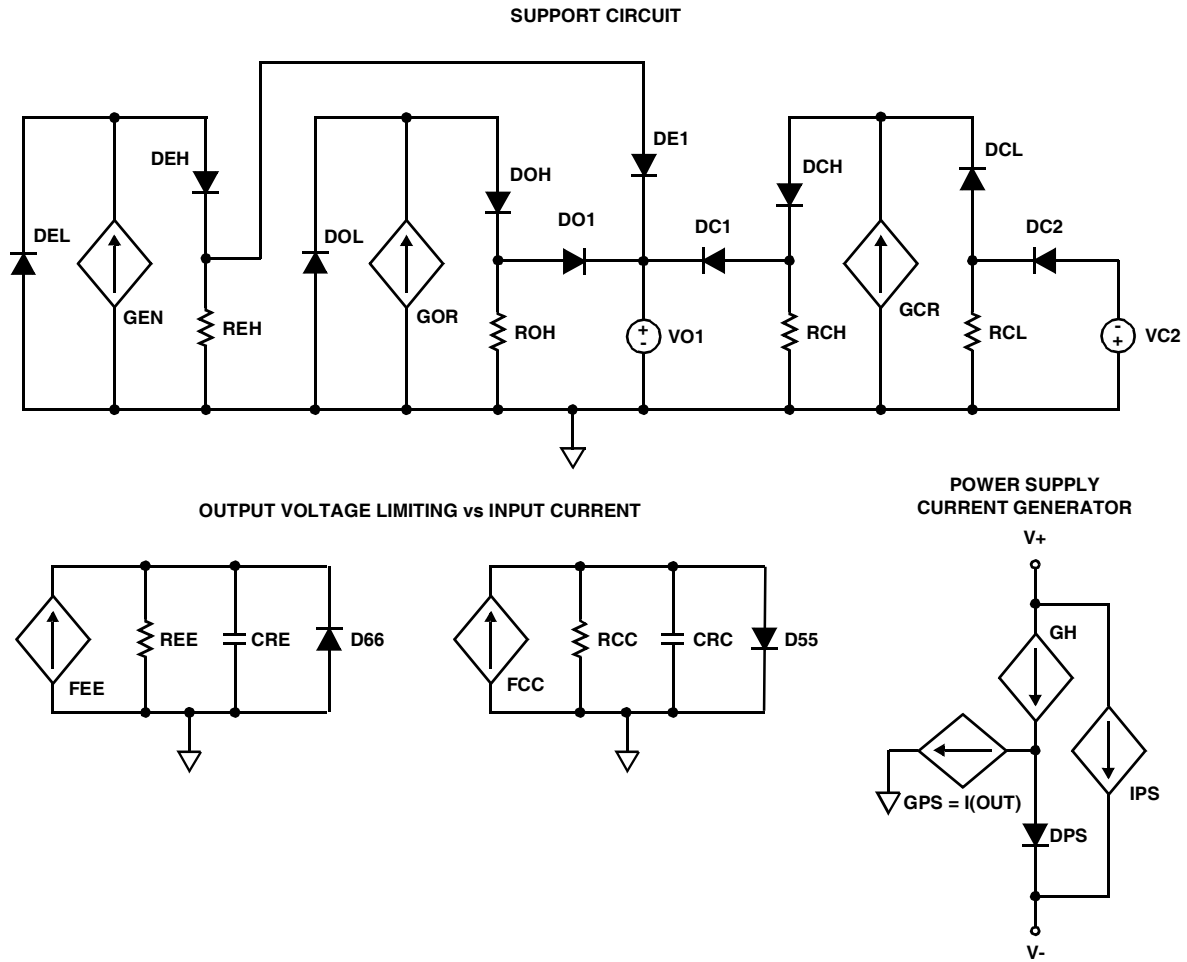 SUPPORT CIRCUIT
DE1
DEH
DOH
DCH
DCL
DO1
DC1
DC2
DEL
DOL
GEN
REH
GOR
ROH
+
-
VO1
RCH
GCR
RCL
-
+
VC2
OUTPUT VOLTAGE LIMITING vs INPUT CURRENT
POWER SUPPLY
CURRENT GENERATOR
V+
GH
REE
CRE
D66
RCC
CRC
D55
FEE
FCC
GPS = I(OUT)
IPS
DPS
V-